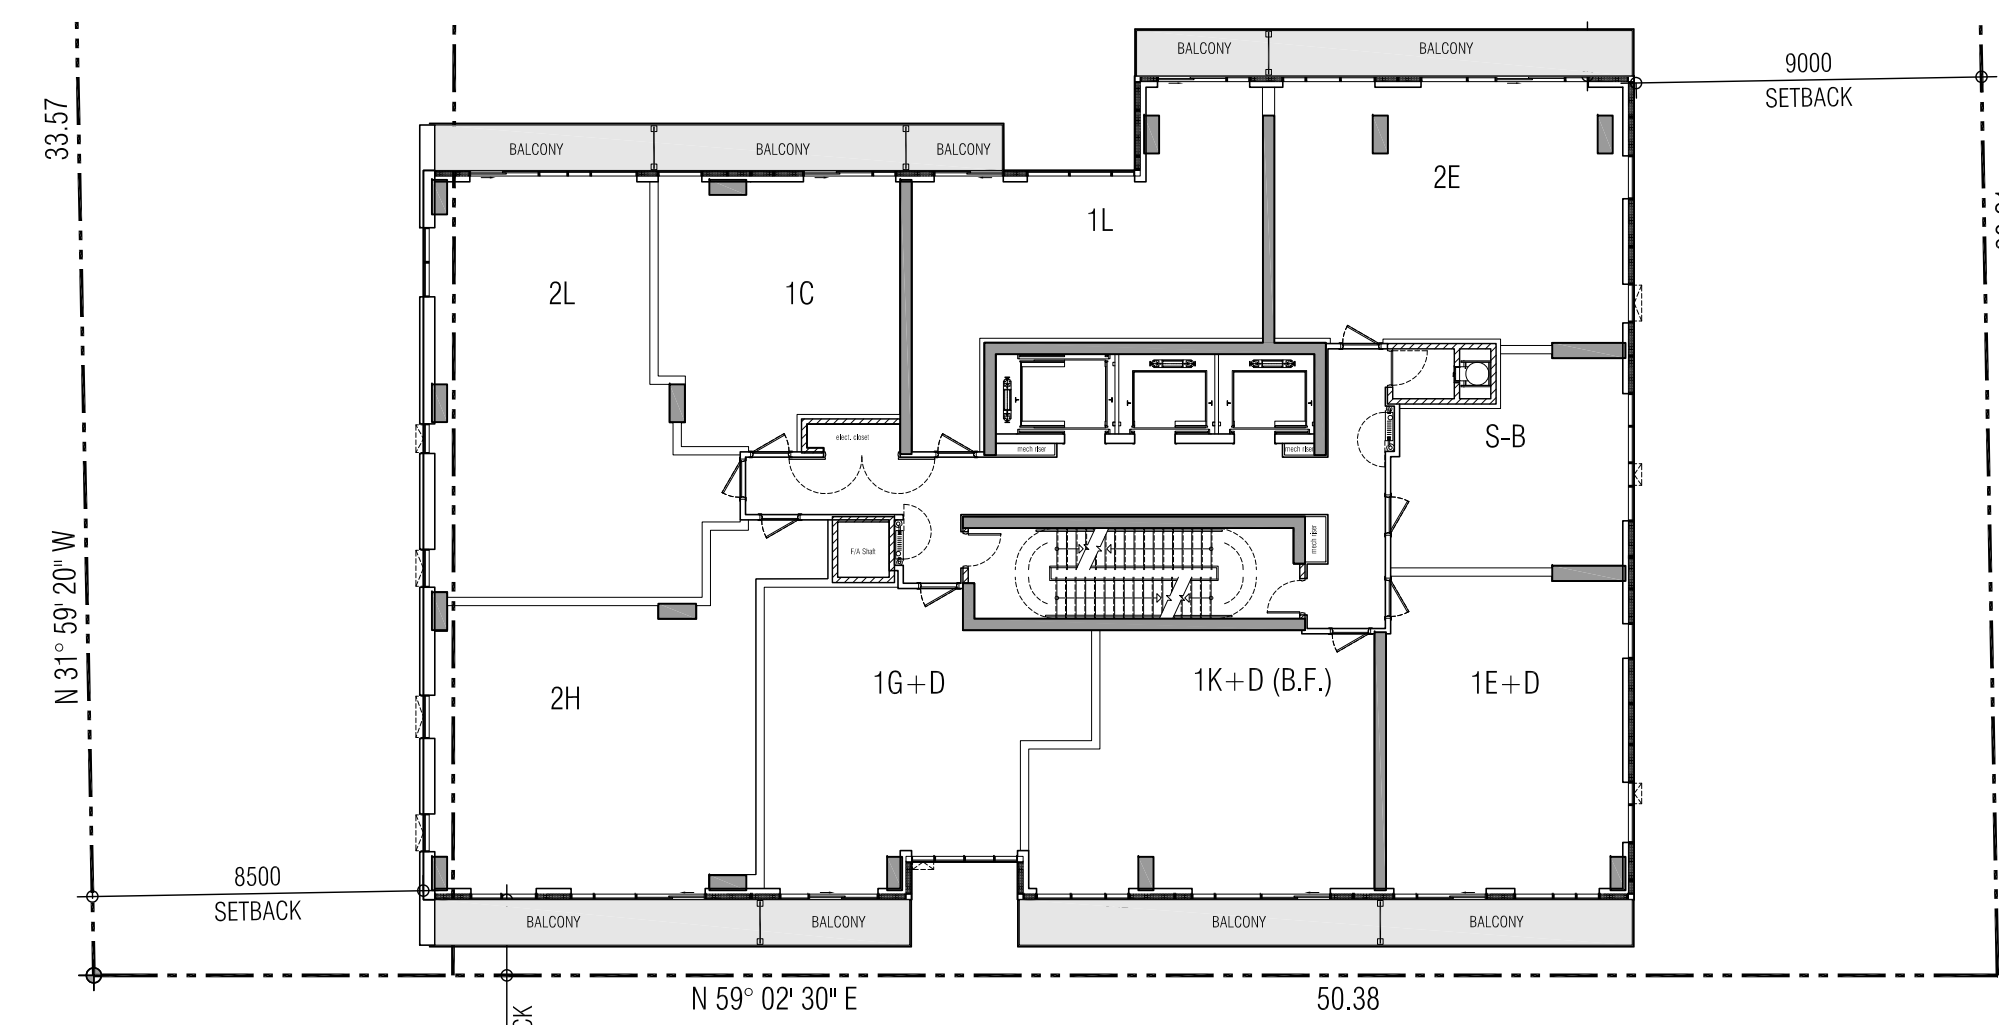 BALCONY
BALCONY
9000
SETBACK
33.57
BALCONY
BALCONY
BALCONY
2E
1L
2L
1C
elect. closet
mech riser
mech riser
S-B
F/A Shaft
mech riser
N 31° 59' 20" W
2H
1G+D
1K+D (B.F.)
1E+D
8500
SETBACK
BALCONY
BALCONY
BALCONY
BALCONY
N 59° 02' 30" E
50.38